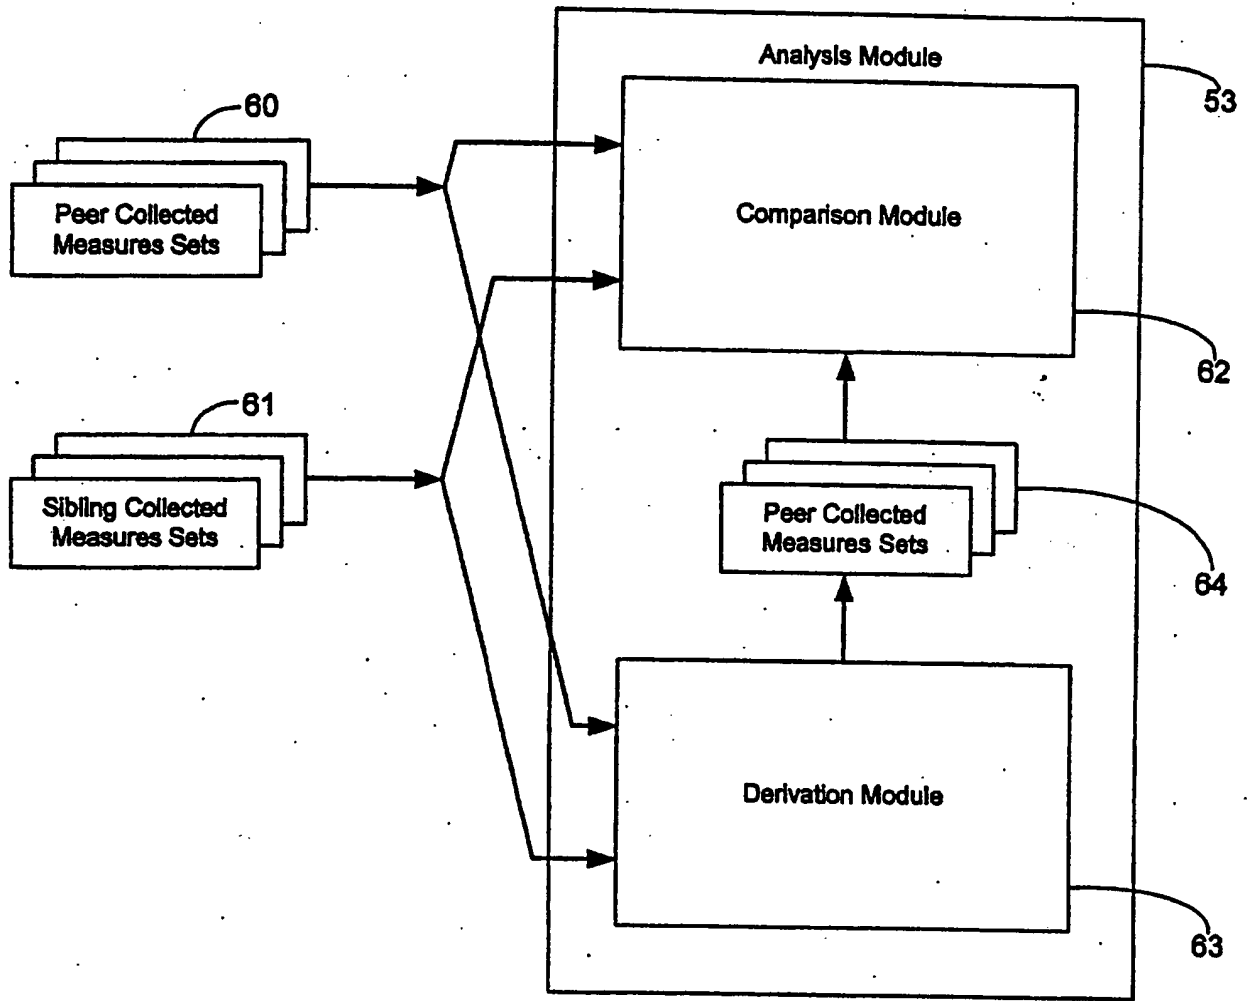 Analysis Module
53
60
Peer Collected
Measures Sets
Comparison Module
62
61
Sibling Collected
Measures Sets
Peer Collected
Measures Sets
64
Derivation Module
63